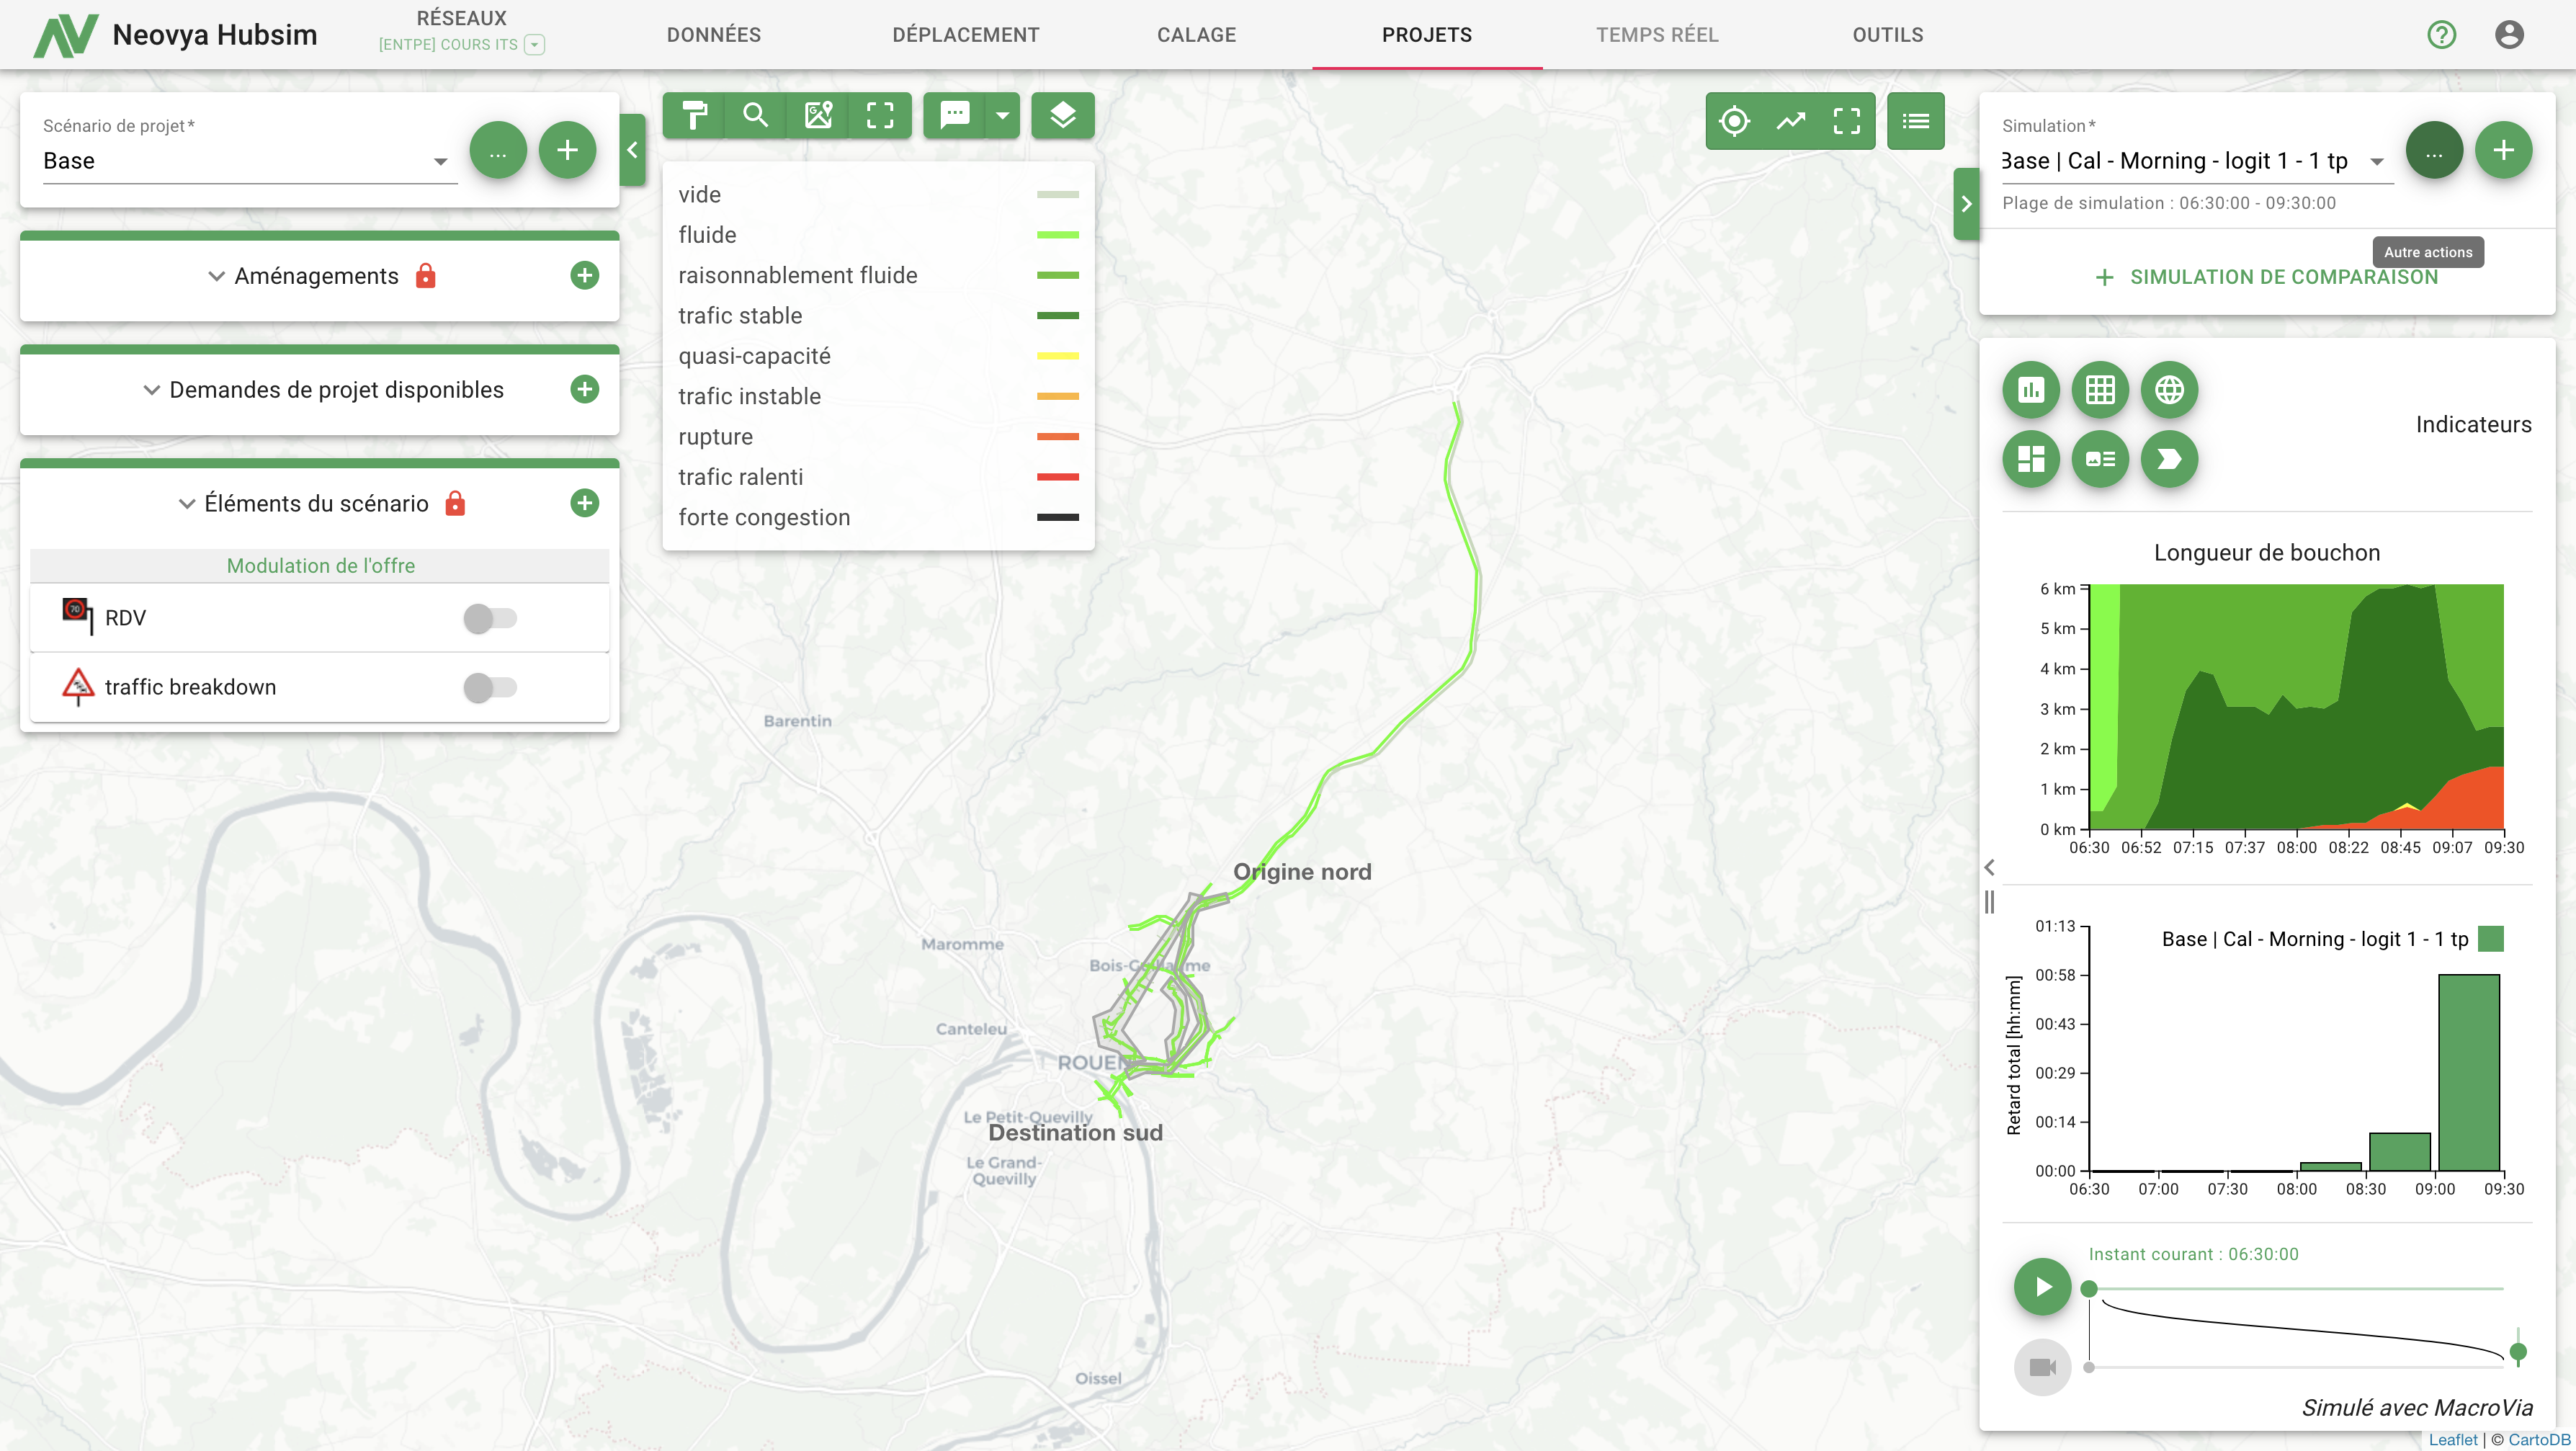 Neovya Hubsim
RÉSEAUX
[ENTPE] COURS ITS
DONNÉES
DÉPLACEMENT
CALAGE
PROJETS
TEMPS RÉEL
OUTILS
Scénario de projet*
Base
...
Aménagements
Demandes de projet disponibles
Éléments du scénario
Modulation de l'offre
70
RDV
traffic breakdown
vide
fluide
raisonnablement fluide
trafic stable
quasi-capacité
trafic instable
rupture
trafic ralenti
forte congestion
Barentin
Origine nord
Maromme
Bois-Guillaume
Canteleu
ROUEN
Le Petit-Quevilly
Destination sud
Le Grand-
Quevilly
Oissel
Simulation*
Base | Cal - Morning - logit 1 - 1 tp
...
Plage de simulation : 06:30:00 - 09:30:00
Autre actions
SIMULATION DE COMPARAISON
Indicateurs
Longueur de bouchon
6 km
5 km
4 km
3 km
2 km
1 km
0 km
06:30 06:52 07:15 07:37 08:00 08:22 08:45 09:07 09:30
Base | Cal - Morning - logit 1 - 1 tp
Retard total [hh:mm]
01:13
00:58
00:43
00:29
00:14
00:00
06:30 07:00 07:30 08:00 08:30 09:00 09:30
Instant courant : 06:30:00
Simulé avec MacroVia
Leaflet | © CartoDB